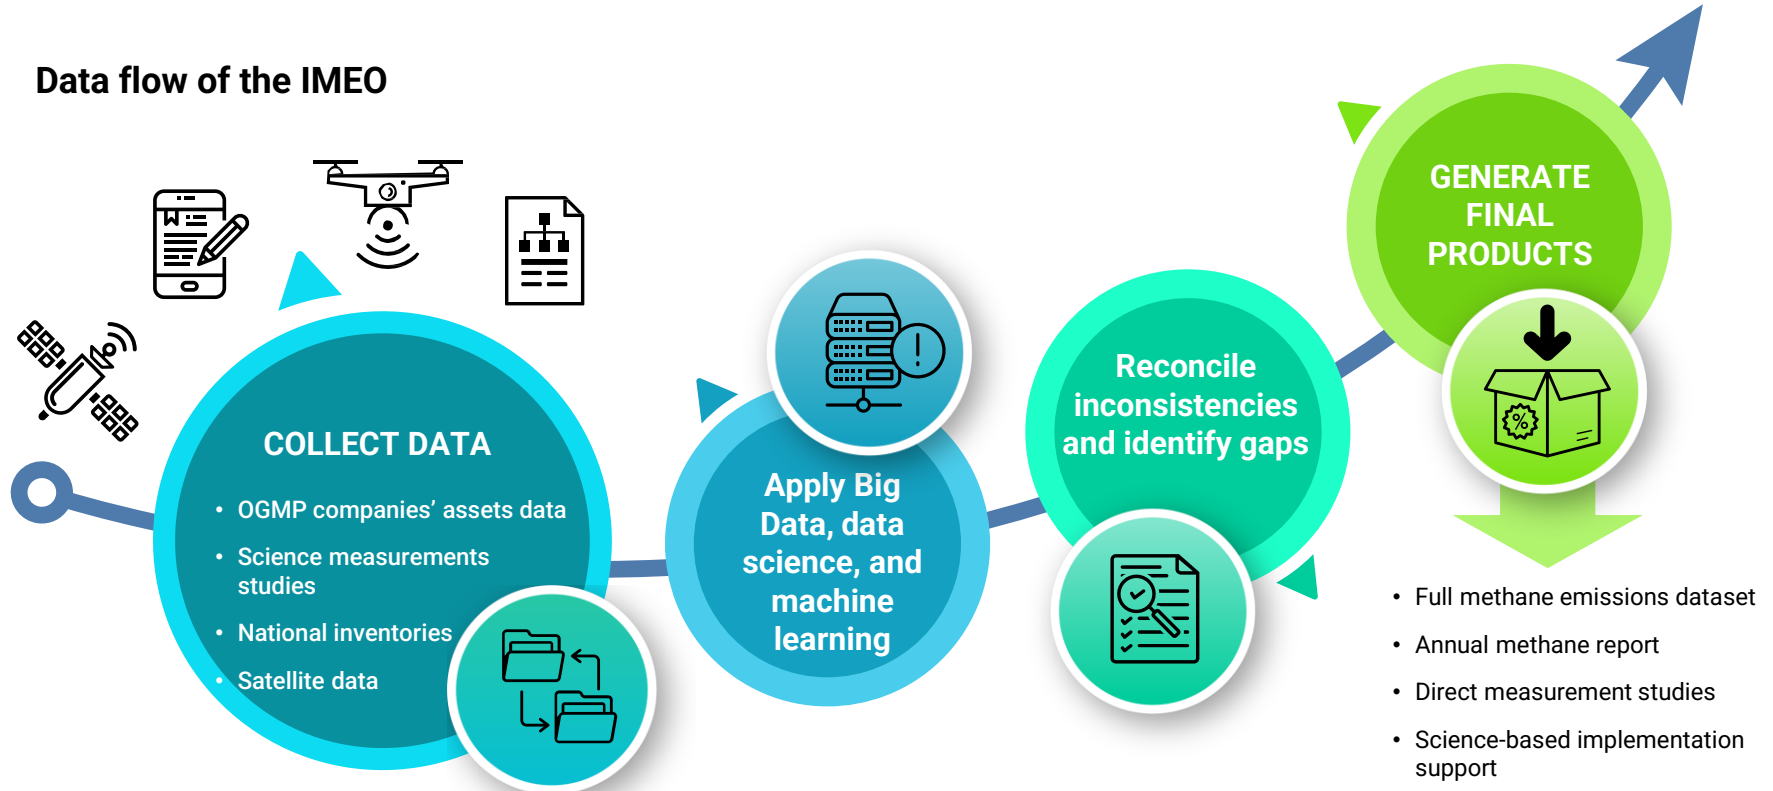 Data flow of the IMEO
COLLECT DATA
• OGMP companies’ assets data
• Science measurements
studies
• National inventories
• Satellite data
Apply Big
Data, data
science, and
machine
learning
Reconcile
inconsistencies
and identify gaps
GENERATE
FINAL
PRODUCTS
%
• Full methane emissions dataset
• Annual methane report
• Direct measurement studies
• Science-based implementation
support